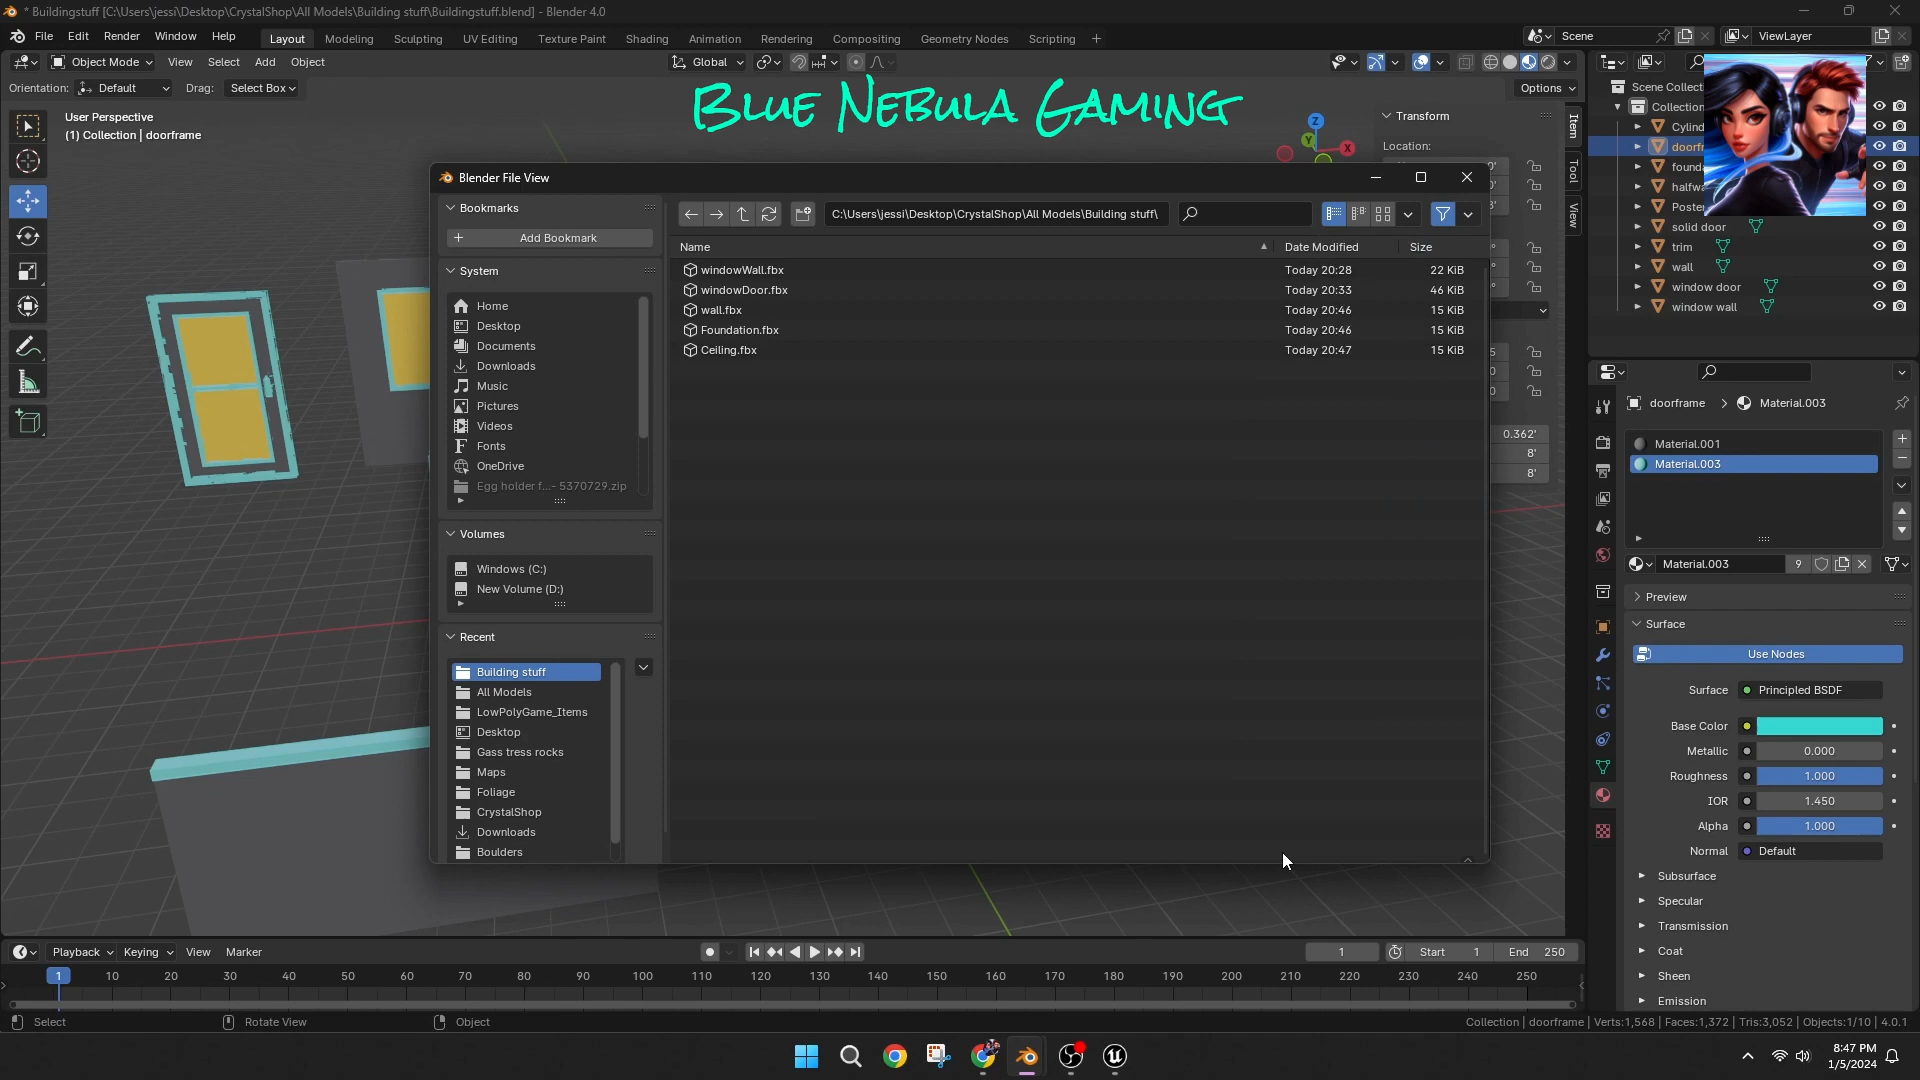 * Buildingstuff [C:\Users\jessi\Desktop\CrystalShop\All Models\Building stuff\Buildingstuff.blend] - Blender 4.0
File Edit Render Window Help Layout Modeling Sculpting UV Editing Texture Paint Shading Animation Rendering Compositing Geometry Nodes Scripting + Scene ViewLayer
Object Mode View Select Add Object Global
Orientation: Default Drag: Select Box Options
BLUE NEBULA GAMING
User Perspective
(1) Collection | doorframe
Z
Y
X
Transform
Location:
Item
Tool
View
Scene Collect
Collection
Cylind
doorfr
founda
halfwa
Poster
solid door
trim
wall
window door
window wall
Blender File View
Bookmarks
Add Bookmark
System
Home
Desktop
Documents
Downloads
Music
Pictures
Videos
Fonts
OneDrive
Egg holder f...- 5370729.zip
Volumes
Windows (C:)
New Volume (D:)
Recent
Building stuff
All Models
LowPolyGame_Items
Desktop
Gass tress rocks
Maps
Foliage
CrystalShop
Downloads
Boulders
C:\Users\jessi\Desktop\CrystalShop\All Models\Building stuff\
Name Date Modified Size
windowWall.fbx Today 20:28 22 KiB
windowDoor.fbx Today 20:33 46 KiB
wall.fbx Today 20:46 15 KiB
Foundation.fbx Today 20:46 15 KiB
Ceiling.fbx Today 20:47 15 KiB
0.362'
8'
8'
doorframe > Material.003
Material.001
Material.003
Material.003 9
Preview
Surface
Use Nodes
Surface Principled BSDF
Base Color
Metallic 0.000
Roughness 1.000
IOR 1.450
Alpha 1.000
Normal Default
Subsurface
Specular
Transmission
Coat
Sheen
Emission
Playback Keying View Marker 1 Start 1 End 250
1 10 20 30 40 50 60 70 80 90 100 110 120 130 140 150 160 170 180 190 200 210 220 230 240 250
Select Rotate View Object Collection | doorframe | Verts:1,568 | Faces:1,372 | Tris:3,052 | Objects:1/10 | 4.0.1
8:47 PM
1/5/2024